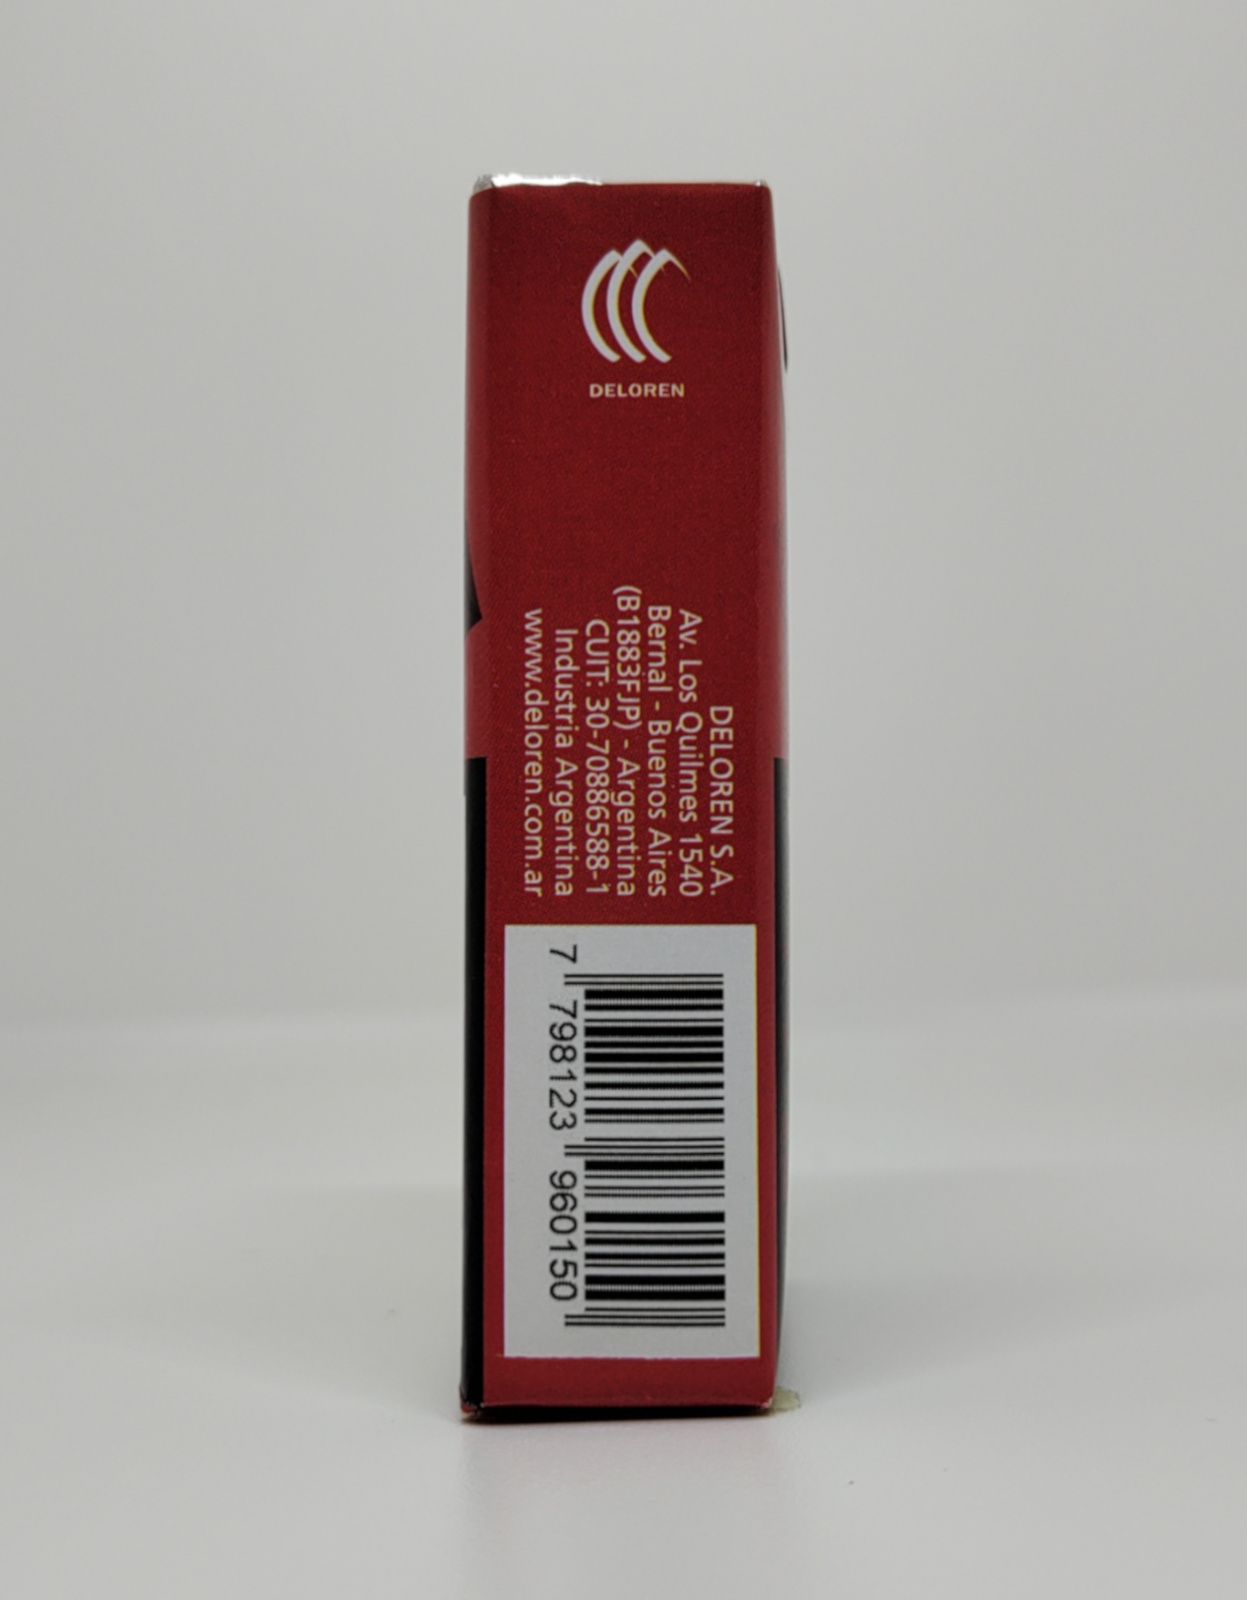 DELOREN
DELOREN S.A.
Av. Los Quilmes 1540
Bernal - Buenos Aires
(B1883FJP) - Argentina
CUIT: 30-70886588-1
Industria Argentina
www.deloren.com.ar
7 798123 960150